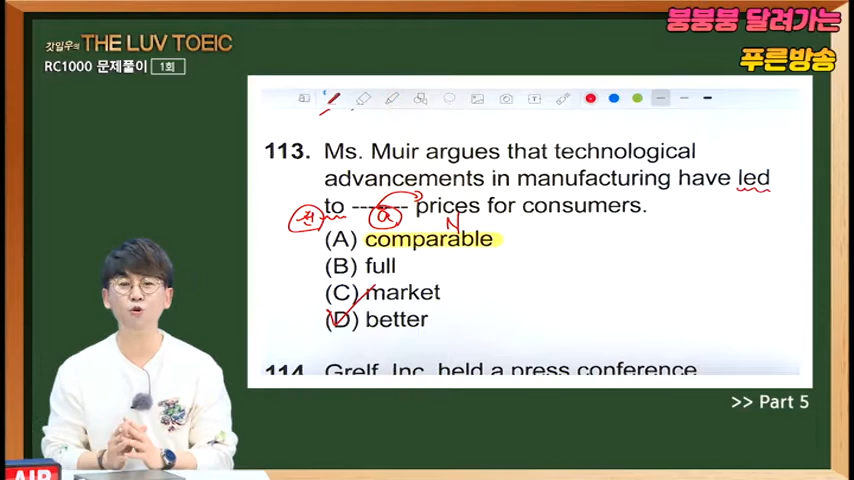 붕붕붕 달려가는
푸른방송
갓일우의 THE LUV TOEIC
RC1000 문제풀이 1회
113. Ms. Muir argues that technological
advancements in manufacturing have led
to ------- prices for consumers.
전
a
N
(A) comparable
(B) full
(C) market
(D) better
114. Grelf, Inc. held a press conference
>> Part 5
AIR